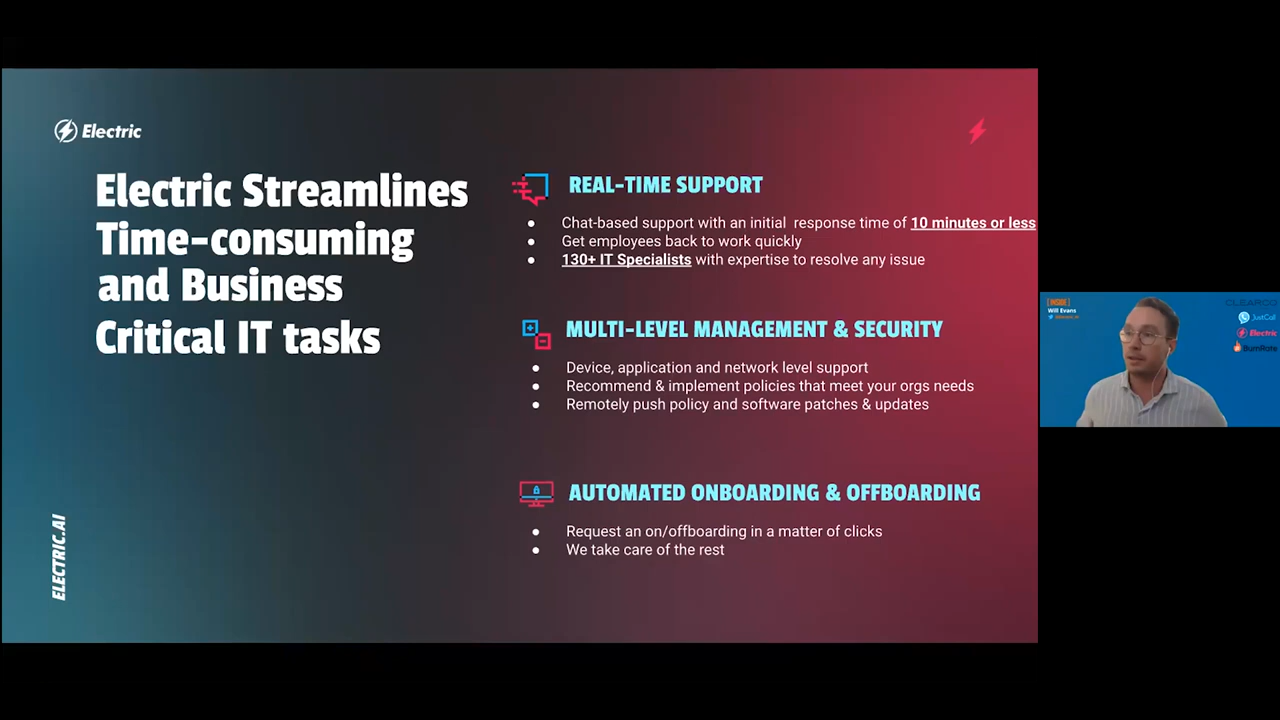 Electric
Electric Streamlines
Time-consuming
and Business
Critical IT tasks
ELECTRIC.AI
REAL-TIME SUPPORT
● Chat-based support with an initial response time of 10 minutes or less
● Get employees back to work quickly
● 130+ IT Specialists with expertise to resolve any issue
MULTI-LEVEL MANAGEMENT & SECURITY
● Device, application and network level support
● Recommend & implement policies that meet your orgs needs
● Remotely push policy and software patches & updates
AUTOMATED ONBOARDING & OFFBOARDING
● Request an on/offboarding in a matter of clicks
● We take care of the rest
[INSIDE]
Will Evans
CLEARCO
JustCall
Electric
BurnRate